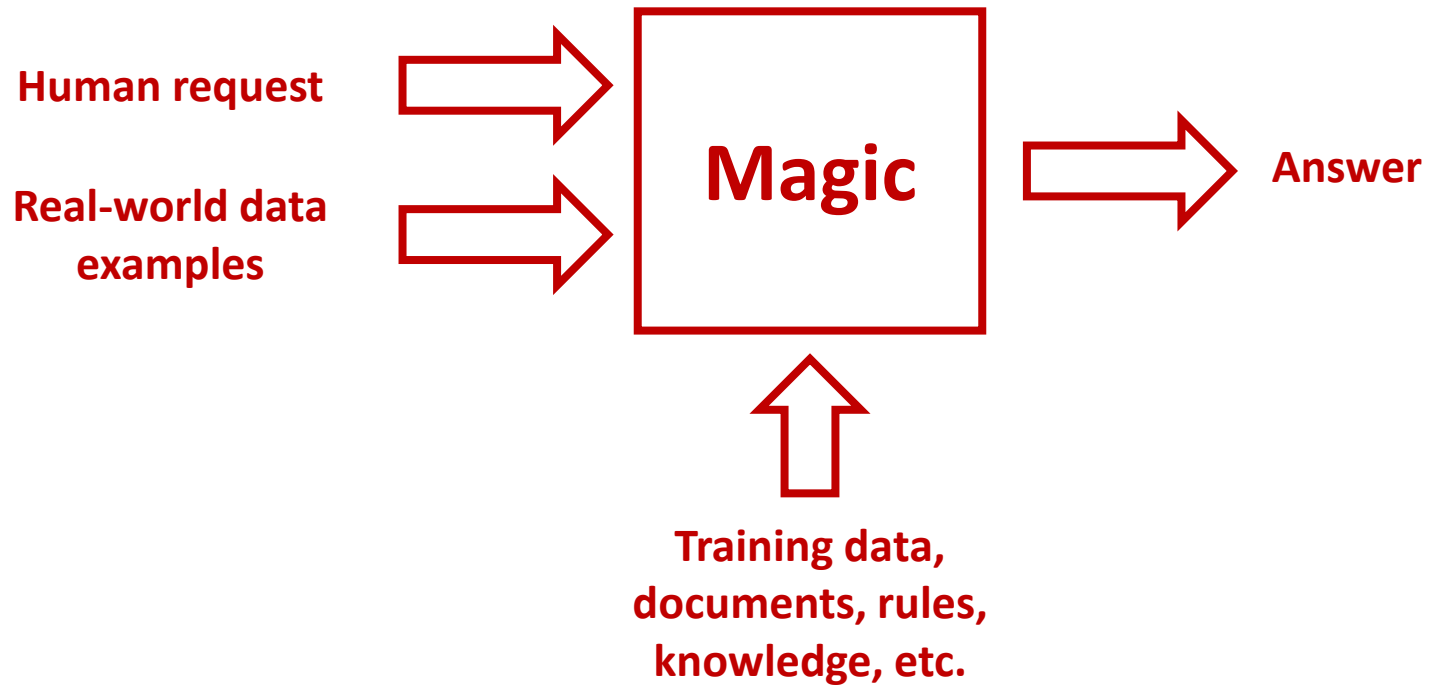 Human request
Real-world data
examples
Magic
Answer
Training data,
documents, rules,
knowledge, etc.